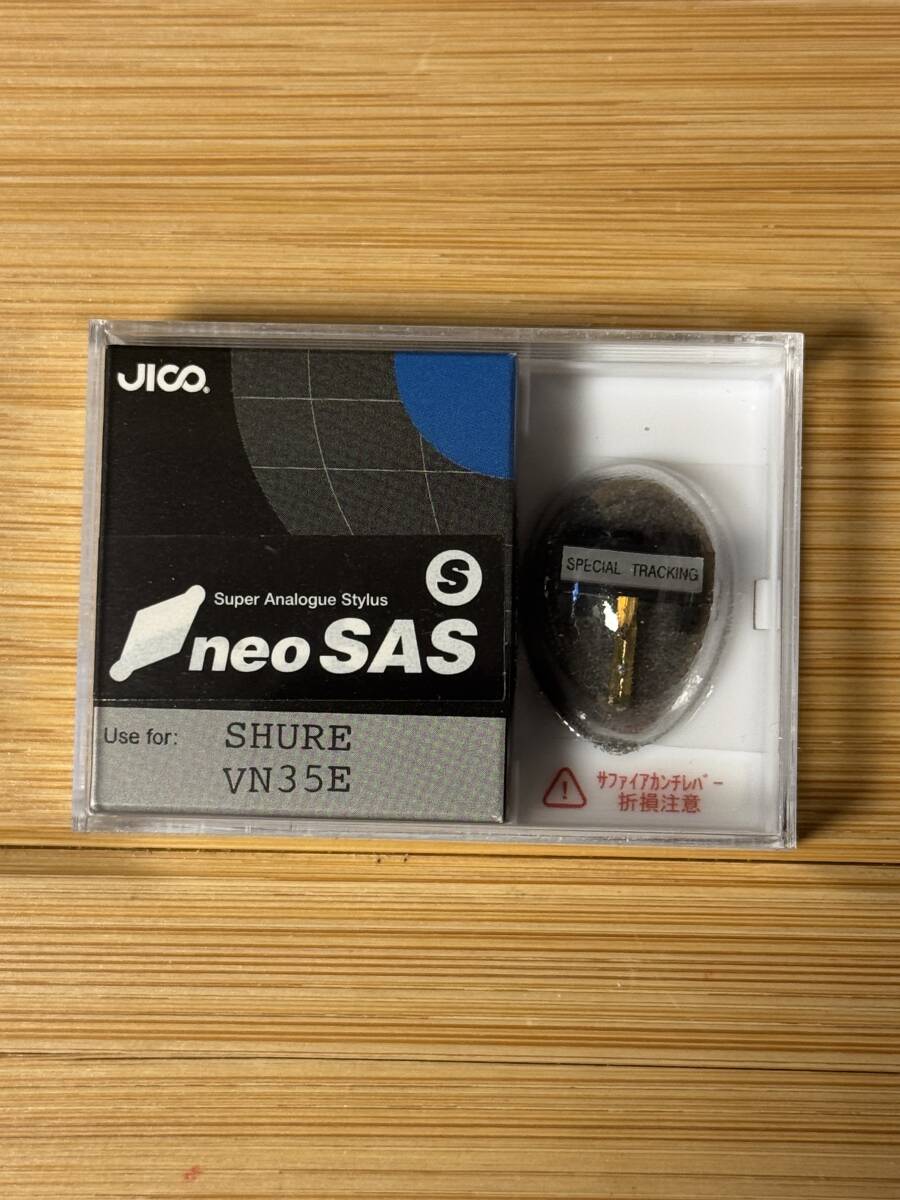 JICO®
S
Super Analogue Stylus
neo SAS
Use for: SHURE
VN35E
SPECIAL TRACKING
サファイアカンチレバー
折損注意